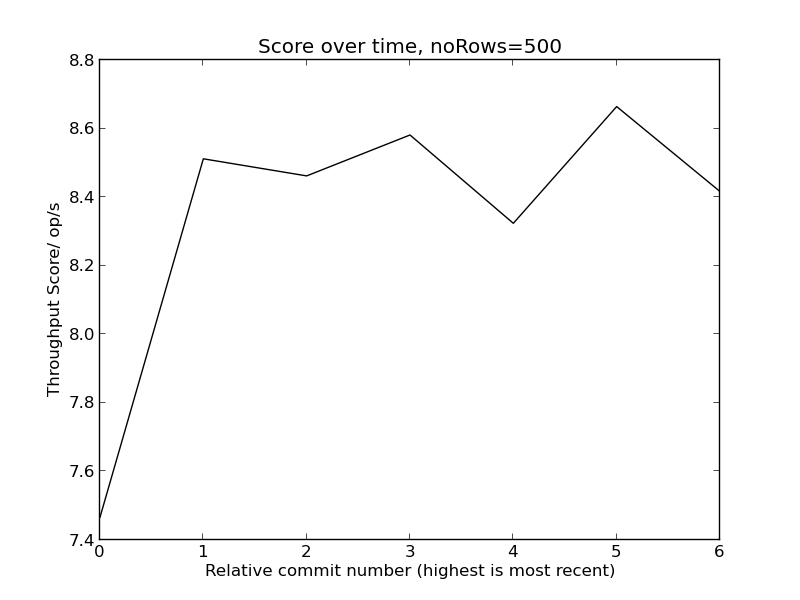 Score over time, noRows=500
8.8
8.6
8.4
8.2
8.0
7.8
7.6
7.4
Throughput Score/ op/s
0 1 2 3 4 5 6
Relative commit number (highest is most recent)